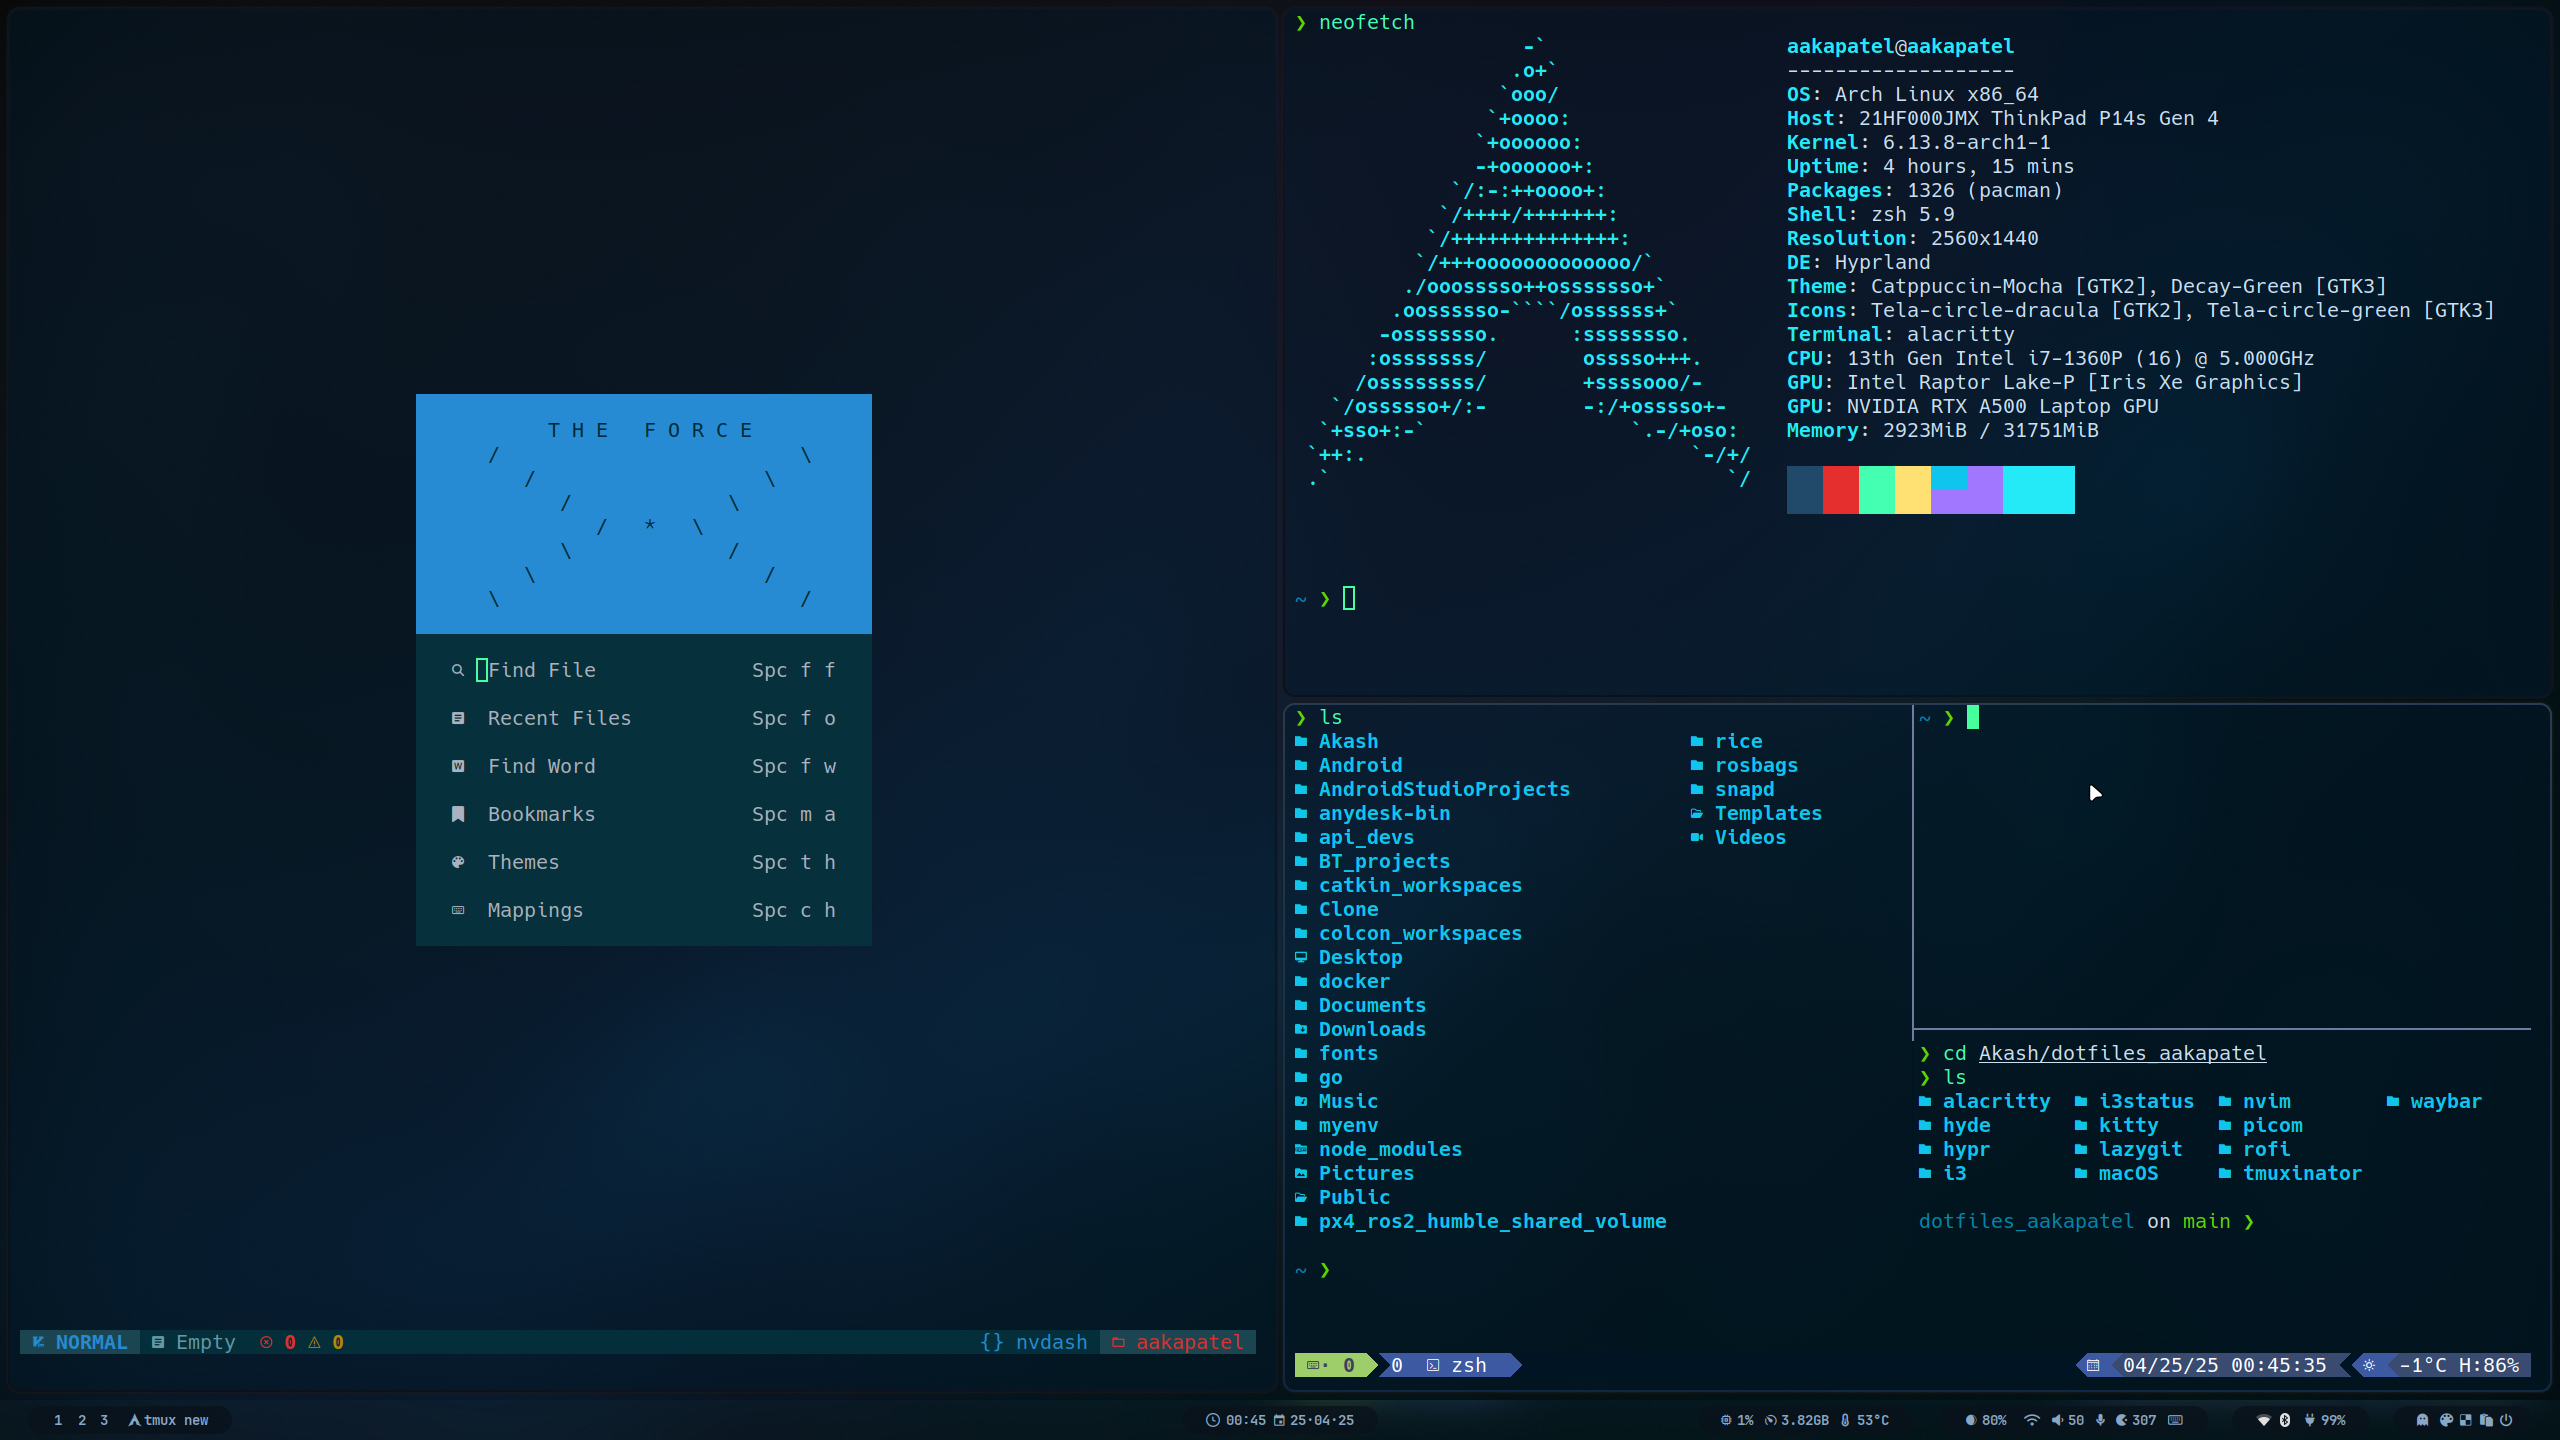 T H E   F O R C E
/ \
/ \
/ \
/ * \
\ /
\ /
\ /
Find File Spc f f
Recent Files Spc f o
Find Word Spc f w
Bookmarks Spc m a
Themes Spc t h
Mappings Spc c h
NORMAL Empty 0 0 {} nvdash aakapatel
❯ neofetch
-`
.o+`
`ooo/
`+oooo:
`+oooooo:
-+oooooo+:
`/:-:++oooo+:
`/++++/+++++++:
`/++++++++++++++:
`/+++ooooooooooooo/`
./ooosssso++osssssso+`
.oossssso-````/ossssss+`
-osssssso. :ssssssso.
:osssssss/ osssso+++.
/ossssssss/ +ssssooo/-
`/ossssso+/:- -:/+osssso+-
`+sso+:-` `.-/+oso:
`++:. `-/+/
.` `/
aakapatel@aakapatel
-------------------
OS: Arch Linux x86_64
Host: 21HF000JMX ThinkPad P14s Gen 4
Kernel: 6.13.8-arch1-1
Uptime: 4 hours, 15 mins
Packages: 1326 (pacman)
Shell: zsh 5.9
Resolution: 2560x1440
DE: Hyprland
Theme: Catppuccin-Mocha [GTK2], Decay-Green [GTK3]
Icons: Tela-circle-dracula [GTK2], Tela-circle-green [GTK3]
Terminal: alacritty
CPU: 13th Gen Intel i7-1360P (16) @ 5.000GHz
GPU: Intel Raptor Lake-P [Iris Xe Graphics]
GPU: NVIDIA RTX A500 Laptop GPU
Memory: 2923MiB / 31751MiB
~ ❯
❯ ls
Akash rice
Android rosbags
AndroidStudioProjects snapd
anydesk-bin Templates
api_devs Videos
BT_projects
catkin_workspaces
Clone
colcon_workspaces
Desktop
docker
Documents
Downloads
fonts
go
Music
myenv
node_modules
Pictures
Public
px4_ros2_humble_shared_volume
~ ❯
~ ❯
❯ cd Akash/dotfiles_aakapatel
❯ ls
alacritty i3status nvim waybar
hyde kitty picom
hypr lazygit rofi
i3 macOS tmuxinator
dotfiles_aakapatel on main ❯
0 0 zsh 04/25/25 00:45:35 -1°C H:86%
1 2 3 tmux new 00:45 25·04·25 1% 3.82GB 53°C 80% 50 307 99%